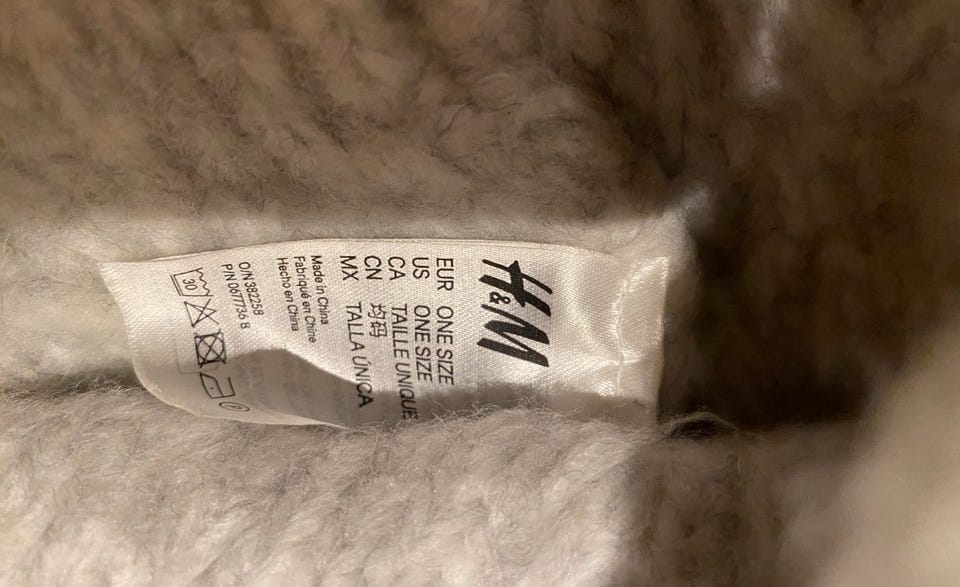 H&M
EUR ONE SIZE
US ONE SIZE
CA TAILLE UNIQUE
CN 均码
MX TALLA ÚNICA
Made in China
Fabriqué en Chine
Hecho en China
O/N 382258
P/N 0677736 8
30